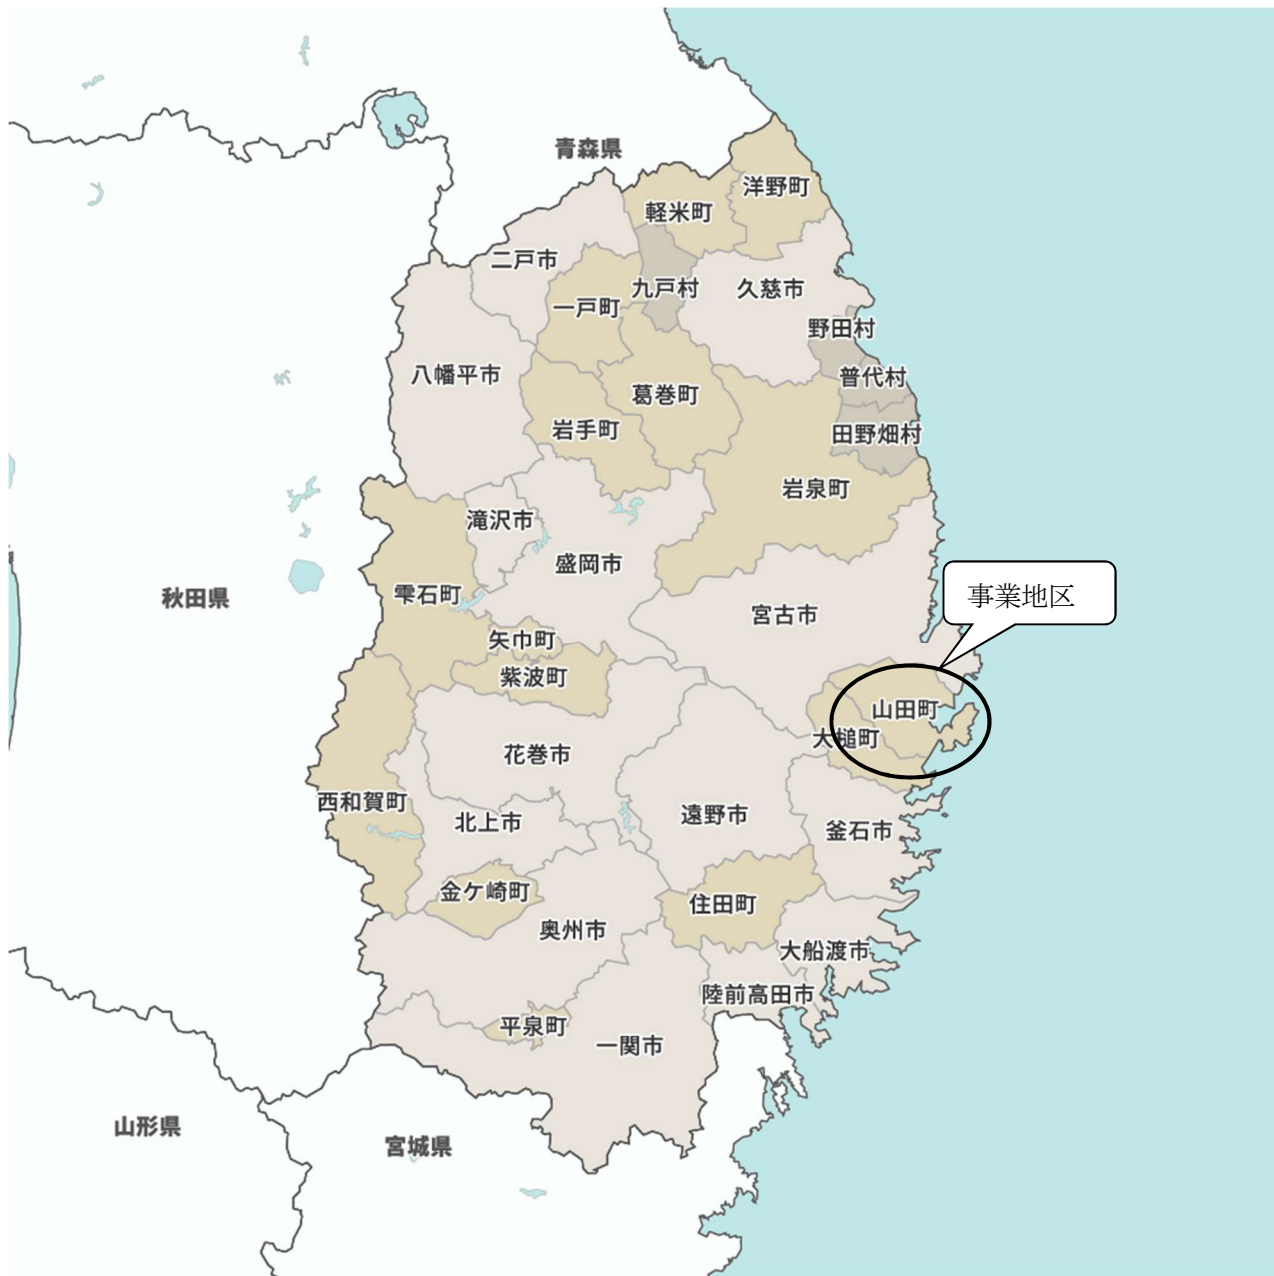 青森県
洋野町
軽米町
二戸市
九戸村
久慈市
一戸町
野田村
八幡平市
普代村
葛巻町
岩手町
田野畑村
岩泉町
滝沢市
盛岡市
雫石町
秋田県
事業地区
宮古市
矢巾町
紫波町
山田町
大槌町
花巻市
西和賀町
北上市
遠野市
釜石市
金ケ崎町
住田町
奥州市
大船渡市
陸前高田市
平泉町
一関市
山形県
宮城県